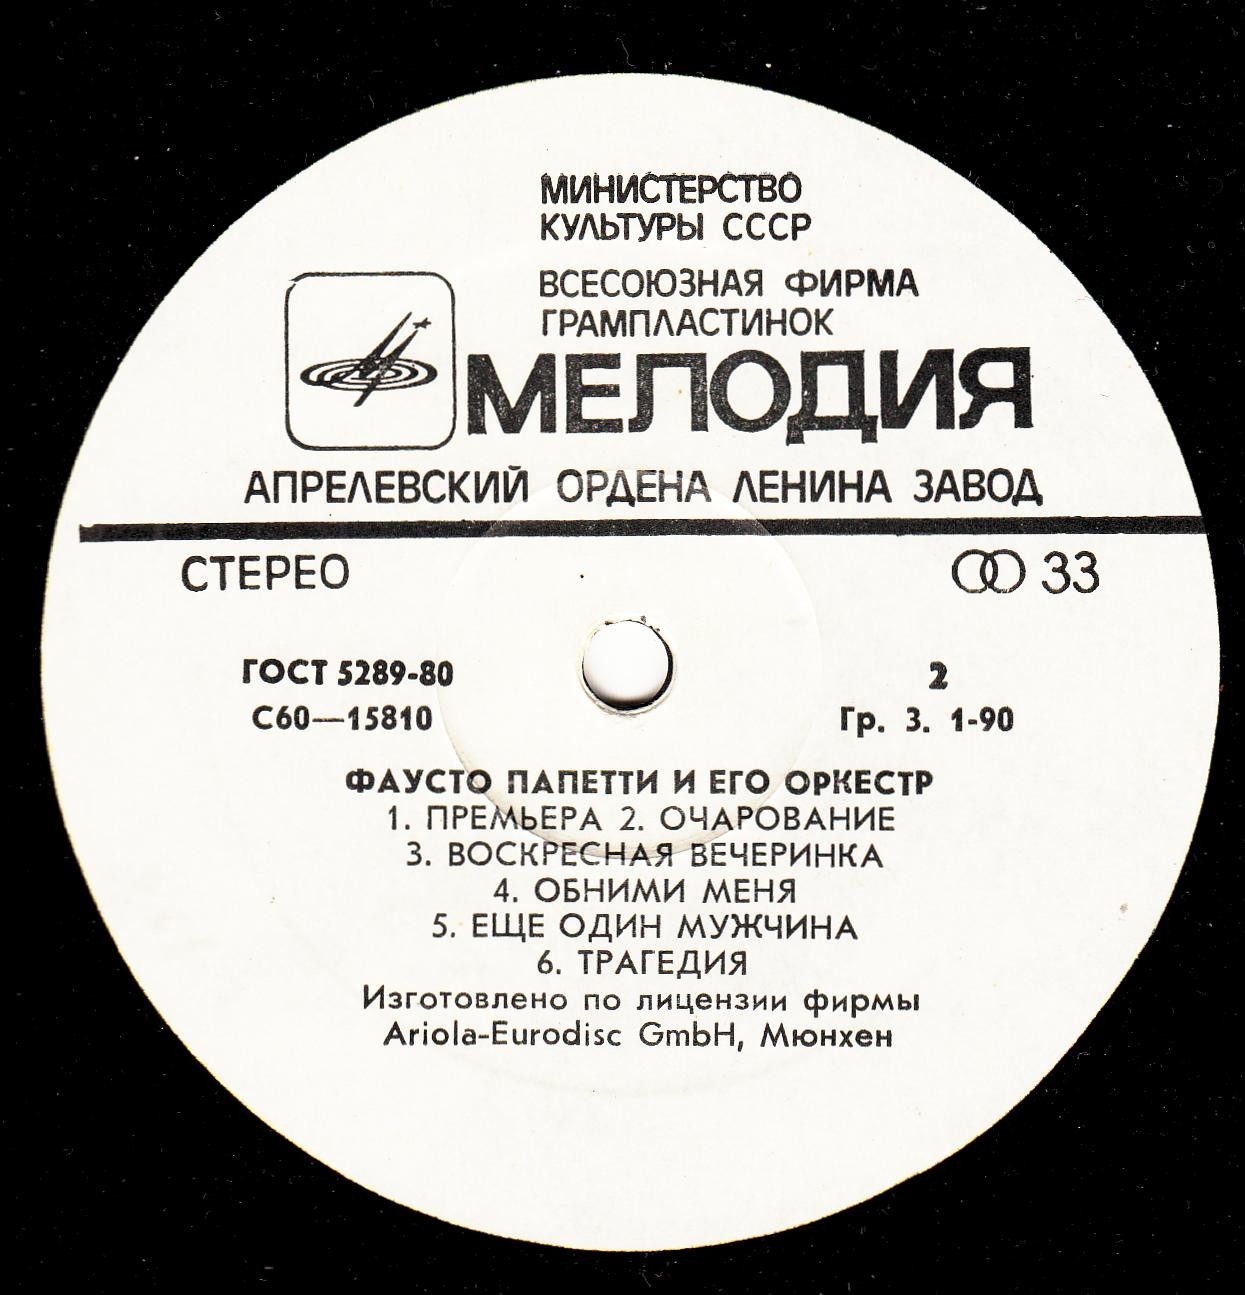 МИНИСТЕРСТВО
КУЛЬТУРЫ СССР
ВСЕСОЮЗНАЯ ФИРМА
ГРАМПЛАСТИНОК
МЕЛОДИЯ
АПРЕЛЕВСКИЙ ОРДЕНА ЛЕНИНА ЗАВОД
СТЕРЕО 33
ГОСТ 5289-80 2
С60—15810 Гр. 3. 1-90
ФАУСТО ПАПЕТТИ И ЕГО ОРКЕСТР
1. ПРЕМЬЕРА 2. ОЧАРОВАНИЕ
3. ВОСКРЕСНАЯ ВЕЧЕРИНКА
4. ОБНИМИ МЕНЯ
5. ЕЩЕ ОДИН МУЖЧИНА
6. ТРАГЕДИЯ
Изготовлено по лицензии фирмы
Ariola-Eurodisc GmbH, Мюнхен